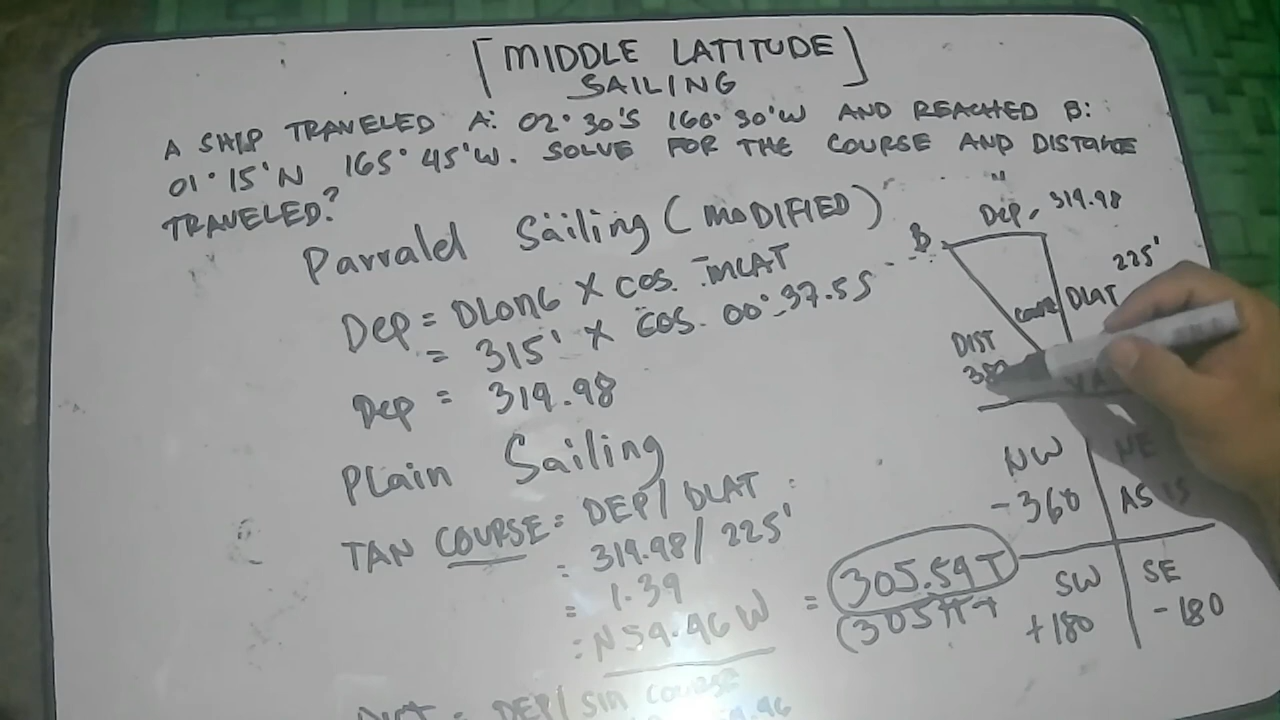 [MIDDLE LATITUDE
SAILING]
A SHIP TRAVELED A: 02° 30'S 160° 30'W AND REACHED B:
01° 15'N 165° 45'W. SOLVE FOR THE COURSE AND DISTANCE
TRAVELED?
Parralel Sailing (MODIFIED)
Dep = DLONG X COS. MLAT
= 315' X COS. 00°-37.5S
Dep = 314.98
Plain Sailing
TAN COURSE = DEP/ DLAT
= 314.98/ 225'
= 1.39
= N54.46 W = 305.54T
(305°T
DIST = DEP/ sin course
Dep, 314.98
B
225'
course DLAT
DIST
NW NE
-360 AS IS
SW SE
+180 -180